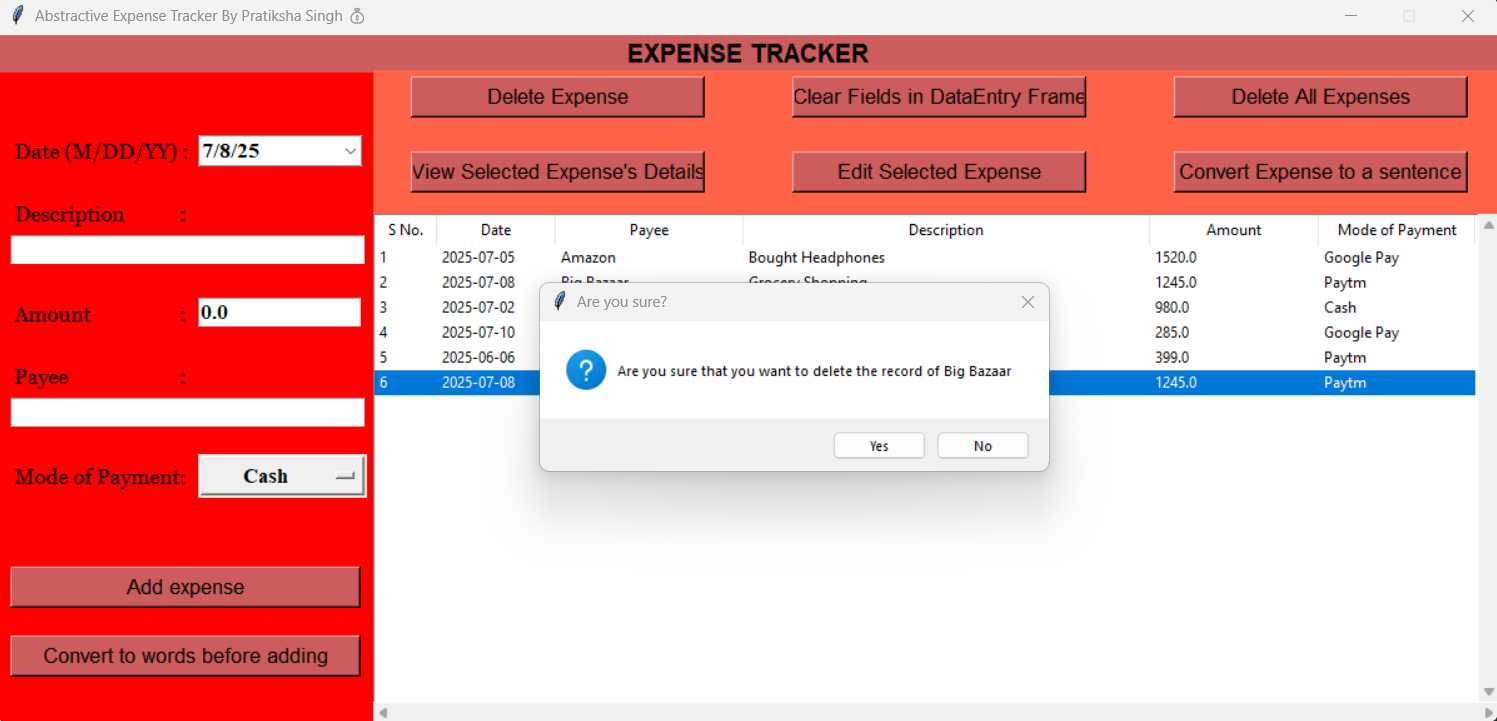 Abstractive Expense Tracker By Pratiksha Singh
EXPENSE TRACKER
Delete Expense Clear Fields in DataEntry Frame Delete All Expenses
View Selected Expense's Details Edit Selected Expense Convert Expense to a sentence
Date (M/DD/YY) : 7/8/25
Description :
Amount : 0.0
Payee :
Mode of Payment: Cash
Add expense
Convert to words before adding
S No. Date Payee Description Amount Mode of Payment
1 2025-07-05 Amazon Bought Headphones 1520.0 Google Pay
2 2025-07-08 Big Bazaar Grocery Shopping 1245.0 Paytm
3 2025-07-02 980.0 Cash
4 2025-07-10 285.0 Google Pay
5 2025-06-06 399.0 Paytm
6 2025-07-08 1245.0 Paytm
Are you sure?
Are you sure that you want to delete the record of Big Bazaar
Yes No